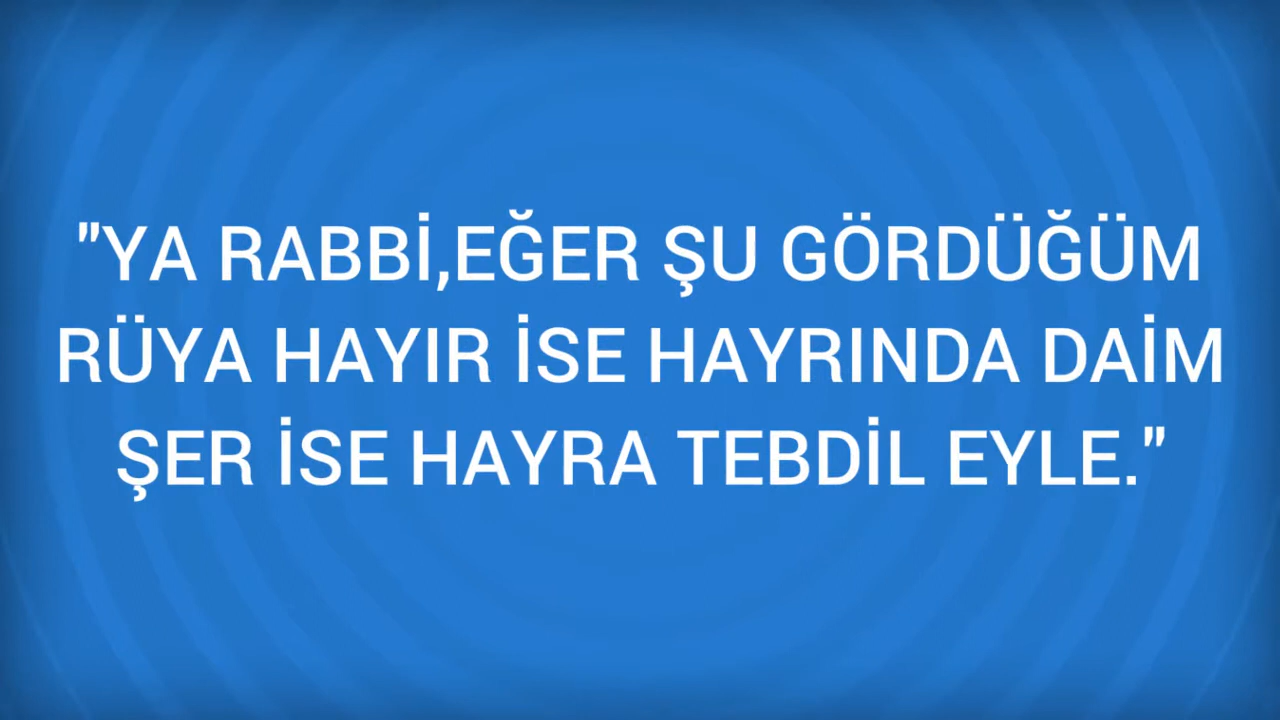 "YA RABBİ,EĞER ŞU GÖRDÜĞÜM
RÜYA HAYIR İSE HAYRINDA DAİM
ŞER İSE HAYRA TEBDİL EYLE."